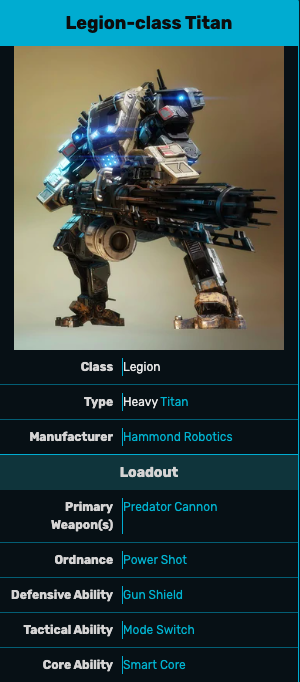 Legion-class Titan
Class Legion
Type Heavy Titan
Manufacturer Hammond Robotics
Loadout
Primary Predator Cannon
Weapon(s)
Ordnance Power Shot
Defensive Ability Gun Shield
Tactical Ability Mode Switch
Core Ability Smart Core